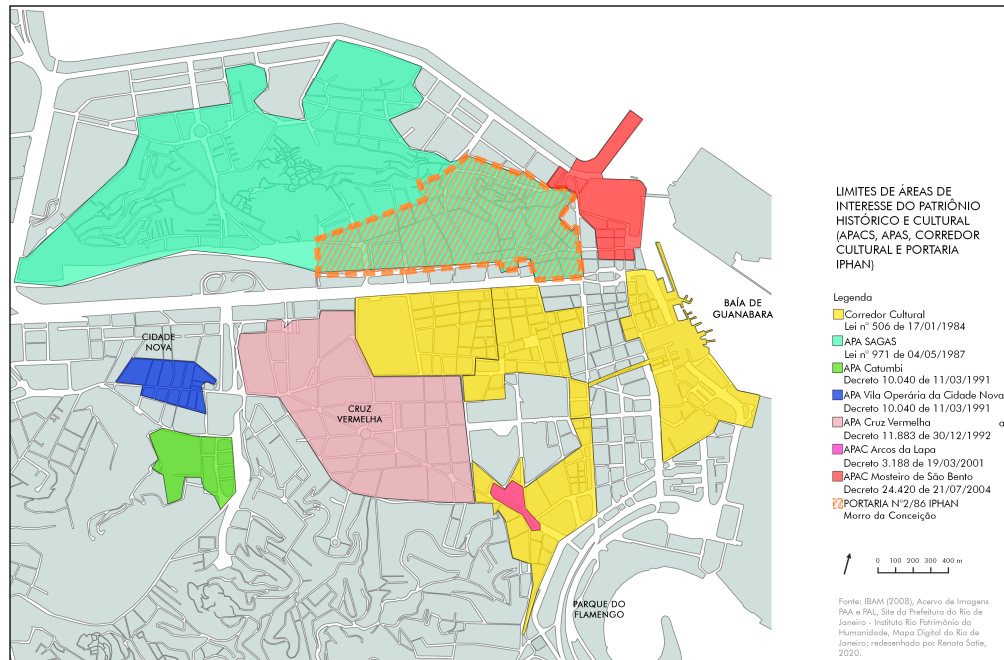 LIMITES DE ÁREAS DE
INTERESSE DO PATRIÔNIO
HISTÓRICO E CULTURAL
(APACS, APAS, CORREDOR
CULTURAL E PORTARIA
IPHAN)
BAÍA DE
GUANABARA
CIDADE
NOVA
CRUZ
VERMELHA
PARQUE DO
FLAMENGO
Legenda
Corredor Cultural
Lei n° 506 de 17/01/1984
APA SAGAS
Lei n° 971 de 04/05/1987
APA Catumbi
Decreto 10.040 de 11/03/1991
APA Vila Operária da Cidade Nova
Decreto 10.040 de 11/03/1991
APA Cruz Vermelha a
Decreto 11.883 de 30/12/1992
APAC Arcos da Lapa
Decreto 3.188 de 19/03/2001
APAC Mosteiro de São Bento
Decreto 24.420 de 21/07/2004
PORTARIA N°2/86 IPHAN
Morro da Conceição
0 100 200 300 400 m
Fonte: IBAM (2008), Acervo de Imagens
PAA e PAL, Site da Prefeitura do Rio de
Janeiro - Instituto Rio Patrimônio da
Humanidade, Mapa Digital do Rio de
Janeiro; redesenhado por Renata Satie,
2020.